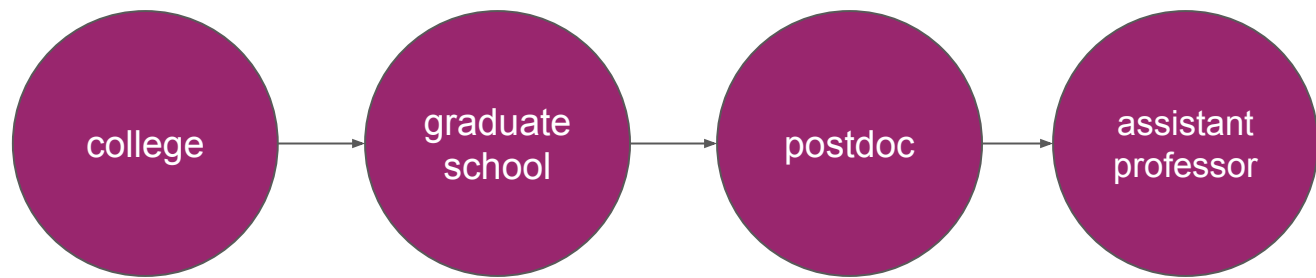 college
graduate
school
postdoc
assistant
professor